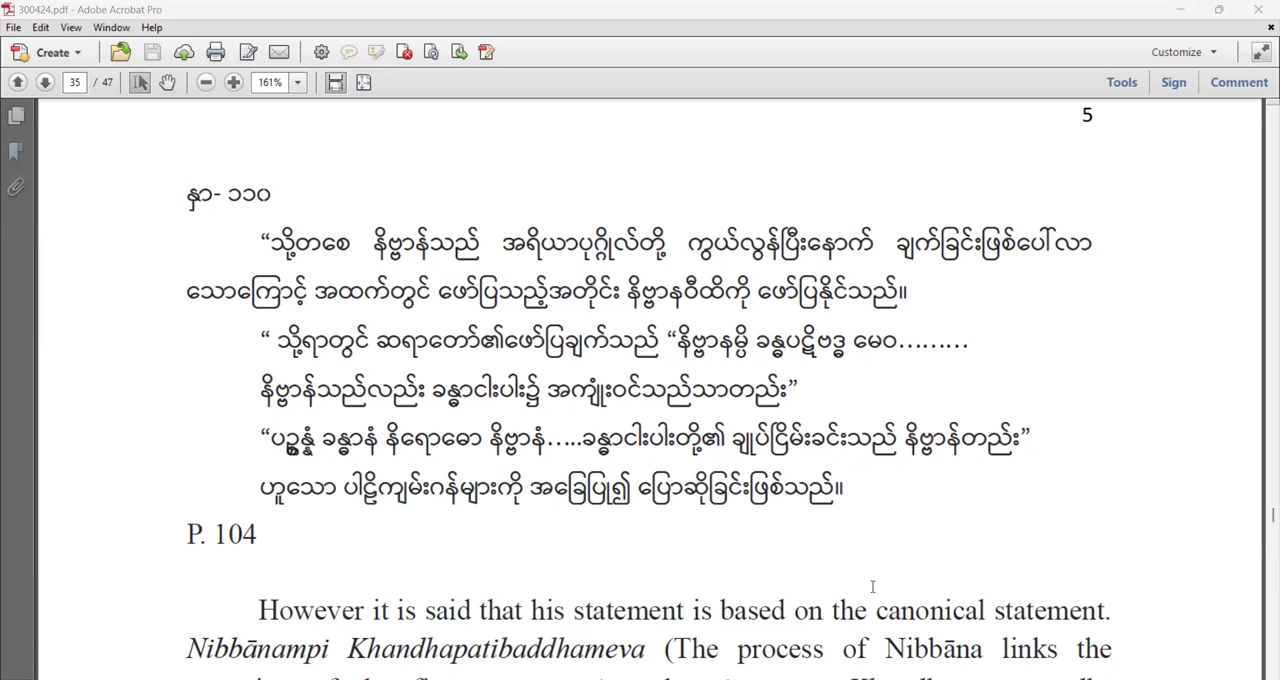 300424.pdf - Adobe Acrobat Pro
File Edit View Window Help
Create
Customize
35 / 47
161%
Tools Sign Comment
5
နှာ- ၁၁၀
“သို့တစေ နိဗ္ဗာန်သည် အရိယာပုဂ္ဂိုလ်တို့ ကွယ်လွန်ပြီးနောက် ချက်ခြင်းဖြစ်ပေါ်လာ
သောကြောင့် အထက်တွင် ဖော်ပြသည့်အတိုင်း နိဗ္ဗာနဝီထိကို ဖော်ပြနိုင်သည်။
“ သို့ရာတွင် ဆရာတော်၏ဖော်ပြချက်သည် “နိဗ္ဗာနမ္ပိ ခန္ဓပဋိဗဒ္ဓ မေဝ………
နိဗ္ဗာန်သည်လည်း ခန္ဓာငါးပါး၌ အကျုံးဝင်သည်သာတည်း”
“ပဉ္စန္နံ ခန္ဓာနံ နိရောဓော နိဗ္ဗာနံ…..ခန္ဓာငါးပါးတို့၏ ချုပ်ငြိမ်းခင်းသည် နိဗ္ဗာန်တည်း”
ဟူသော ပါဠိကျမ်းဂန်များကို အခြေပြု၍ ပြောဆိုခြင်းဖြစ်သည်။
P. 104
However it is said that his statement is based on the canonical statement.
Nibbānampi Khandhapatibaddhameva (The process of Nibbāna links the